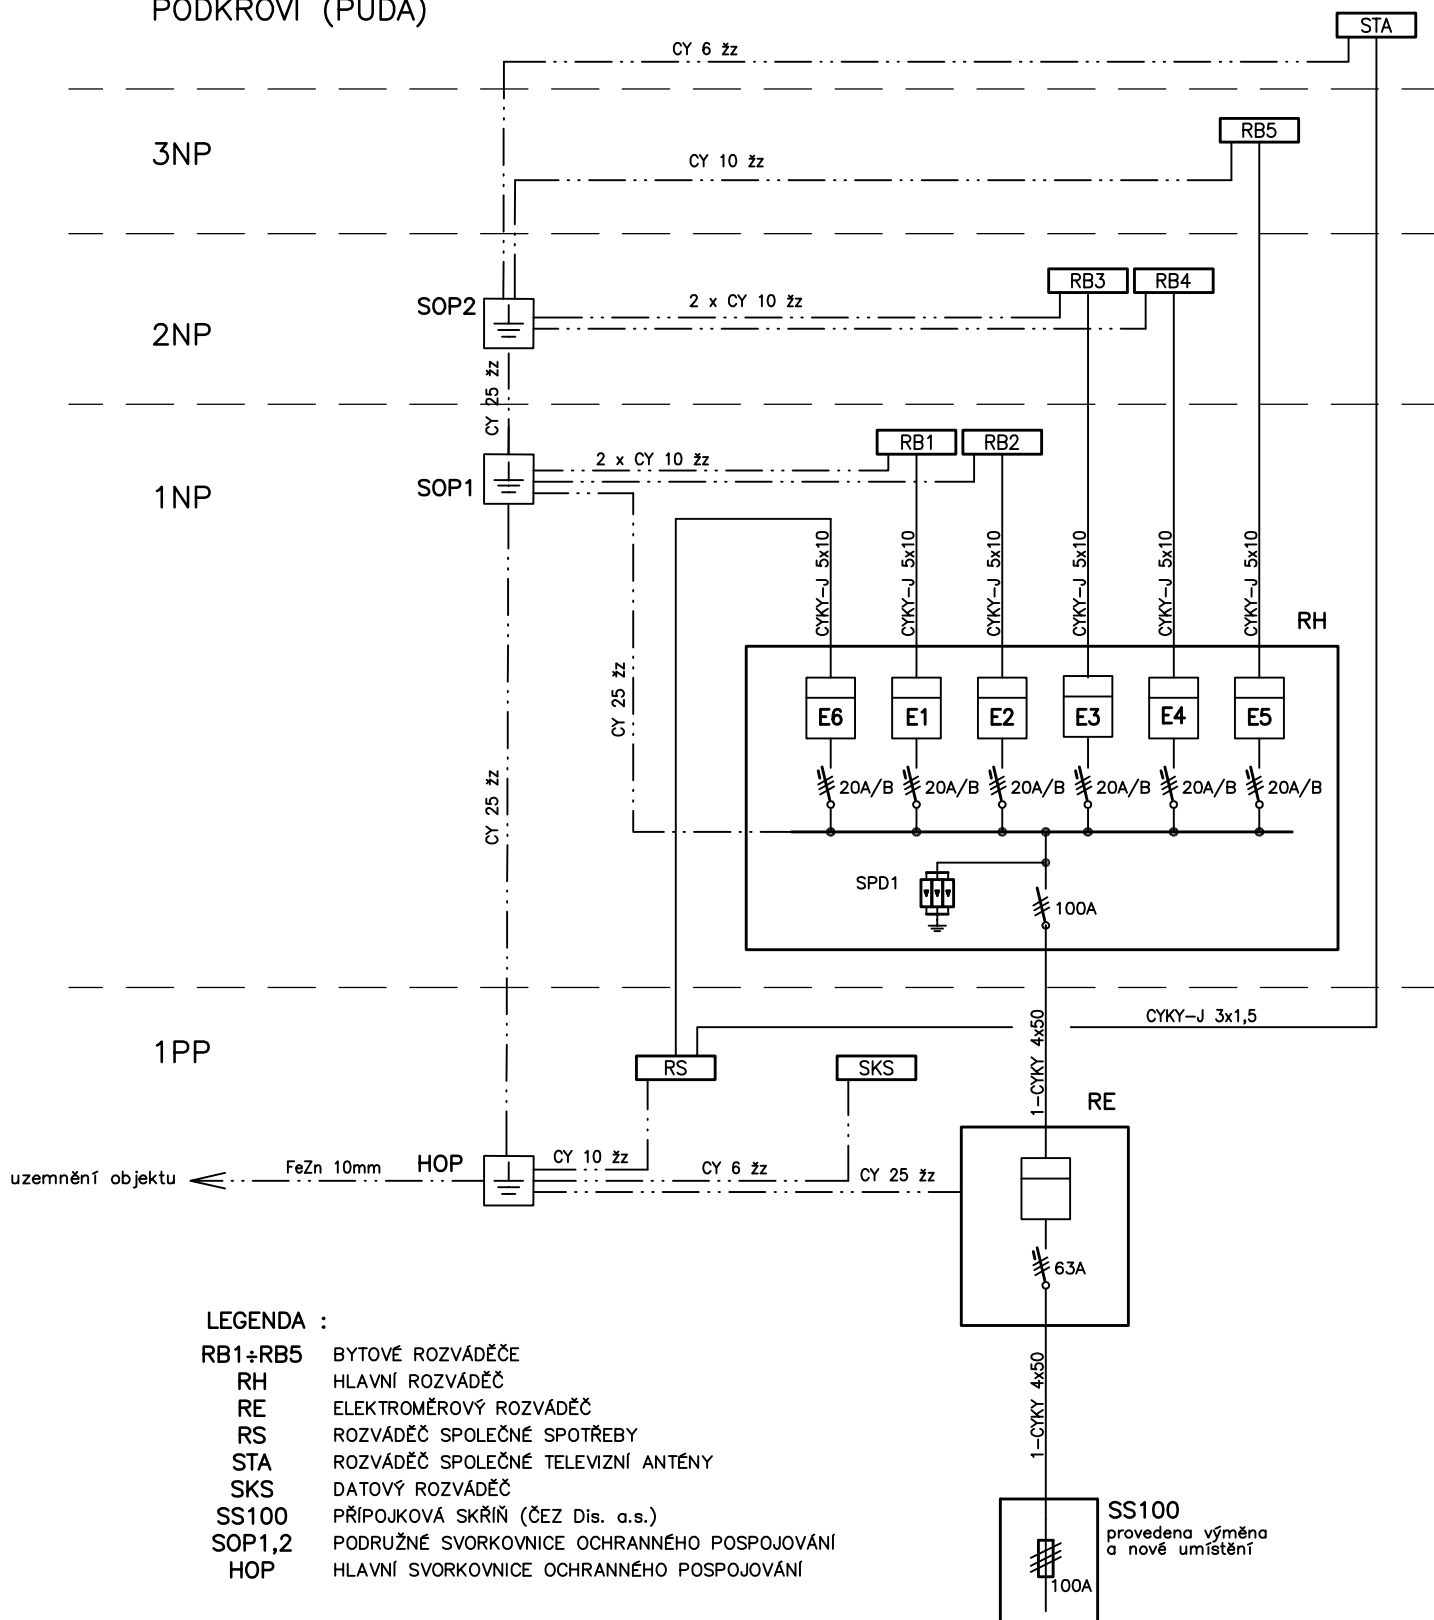 PODKROVÍ (PŮDA)
STA
CY 6 žz
3NP
RB5
CY 10 žz
2NP
SOP2
2 x CY 10 žz
RB3
RB4
CY 25 žz
1NP
SOP1
2 x CY 10 žz
RB1
RB2
CYKY-J 5x10
CYKY-J 5x10
CYKY-J 5x10
CYKY-J 5x10
CYKY-J 5x10
CYKY-J 5x10
RH
CY 25 žz
CY 25 žz
E6
E1
E2
E3
E4
E5
20A/B
20A/B
20A/B
20A/B
20A/B
20A/B
SPD1
100A
1PP
CYKY-J 3x1,5
1-CYKY 4x50
RS
SKS
RE
uzemnění objektu
FeZn 10mm
HOP
CY 10 žz
CY 6 žz
CY 25 žz
63A
1-CYKY 4x50
LEGENDA :
RB1÷RB5 BYTOVÉ ROZVÁDĚČE
RH HLAVNÍ ROZVÁDĚČ
RE ELEKTROMĚROVÝ ROZVÁDĚČ
RS ROZVÁDĚČ SPOLEČNÉ SPOTŘEBY
STA ROZVÁDĚČ SPOLEČNÉ TELEVIZNÍ ANTÉNY
SKS DATOVÝ ROZVÁDĚČ
SS100 PŘÍPOJKOVÁ SKŘÍŇ (ČEZ Dis. a.s.)
SOP1,2 PODRUŽNÉ SVORKOVNICE OCHRANNÉHO POSPOJOVÁNÍ
HOP HLAVNÍ SVORKOVNICE OCHRANNÉHO POSPOJOVÁNÍ
SS100
provedena výměna
a nové umístění
100A